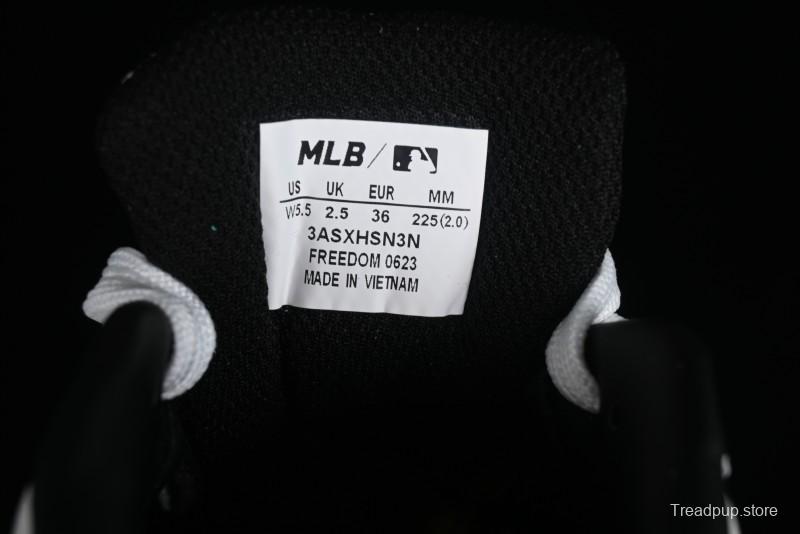 MLB /
US UK EUR MM
W5.5 2.5 36 225(2.0)
3ASXHSN3N
FREEDOM 0623
MADE IN VIETNAM
Treadpup.store